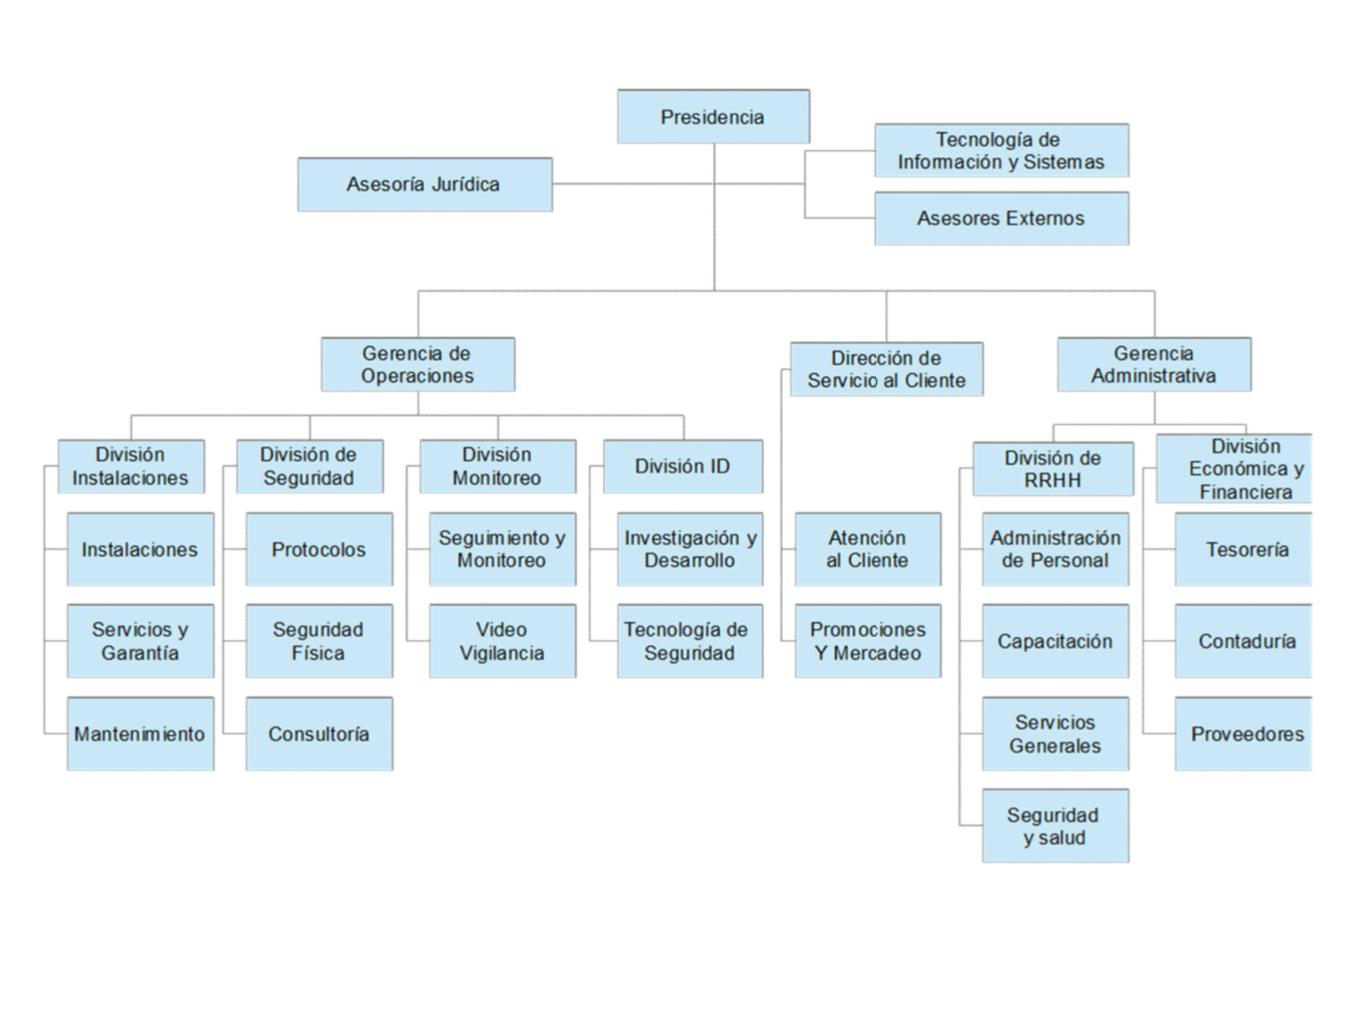 Presidencia
Tecnología de
Información y Sistemas
Asesoría Jurídica
Asesores Externos
Gerencia de
Operaciones
Dirección de
Servicio al Cliente
Gerencia
Administrativa
División
Instalaciones
División de
Seguridad
División
Monitoreo
División ID
División de
RRHH
División
Económica y
Financiera
Instalaciones
Protocolos
Seguimiento y
Monitoreo
Investigación y
Desarrollo
Atención
al Cliente
Administración
de Personal
Tesorería
Servicios y
Garantía
Seguridad
Física
Video
Vigilancia
Tecnología de
Seguridad
Promociones
Y Mercadeo
Capacitación
Contaduría
Mantenimiento
Consultoría
Servicios
Generales
Proveedores
Seguridad
y salud